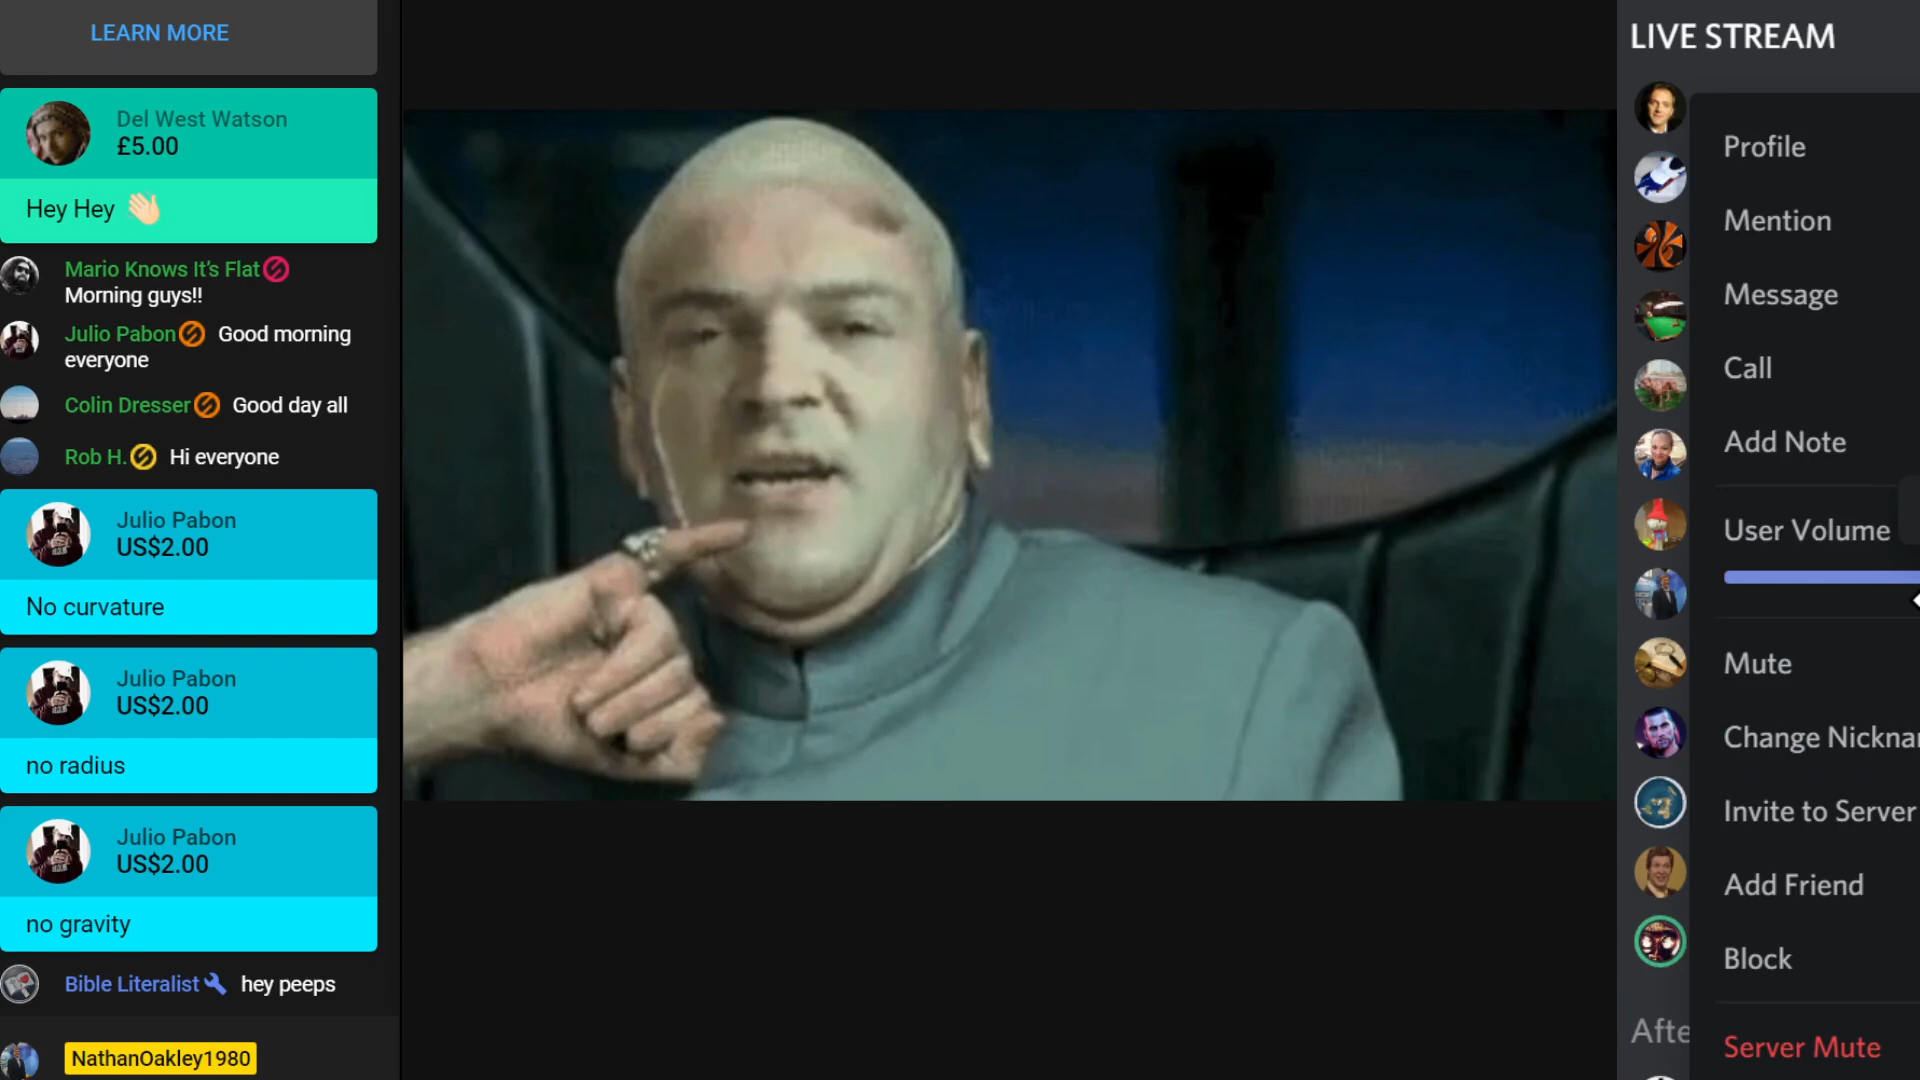 LEARN MORE
Del West Watson
£5.00
Hey Hey 👋🏻
Mario Knows It's Flat
Morning guys!!
Julio Pabon Good morning
everyone
Colin Dresser Good day all
Rob H. Hi everyone
Julio Pabon
US$2.00
No curvature
Julio Pabon
US$2.00
no radius
Julio Pabon
US$2.00
no gravity
Bible Literalist hey peeps
NathanOakley1980
LIVE STREAM
Profile
Mention
Message
Call
Add Note
User Volume
Mute
Change Nickna
Invite to Server
Add Friend
Block
Afte
Server Mute